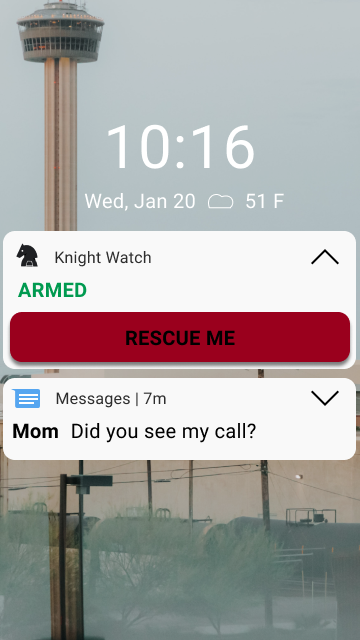 10:16
Wed, Jan 20 51 F
Knight Watch
ARMED
RESCUE ME
Messages | 7m
Mom Did you see my call?